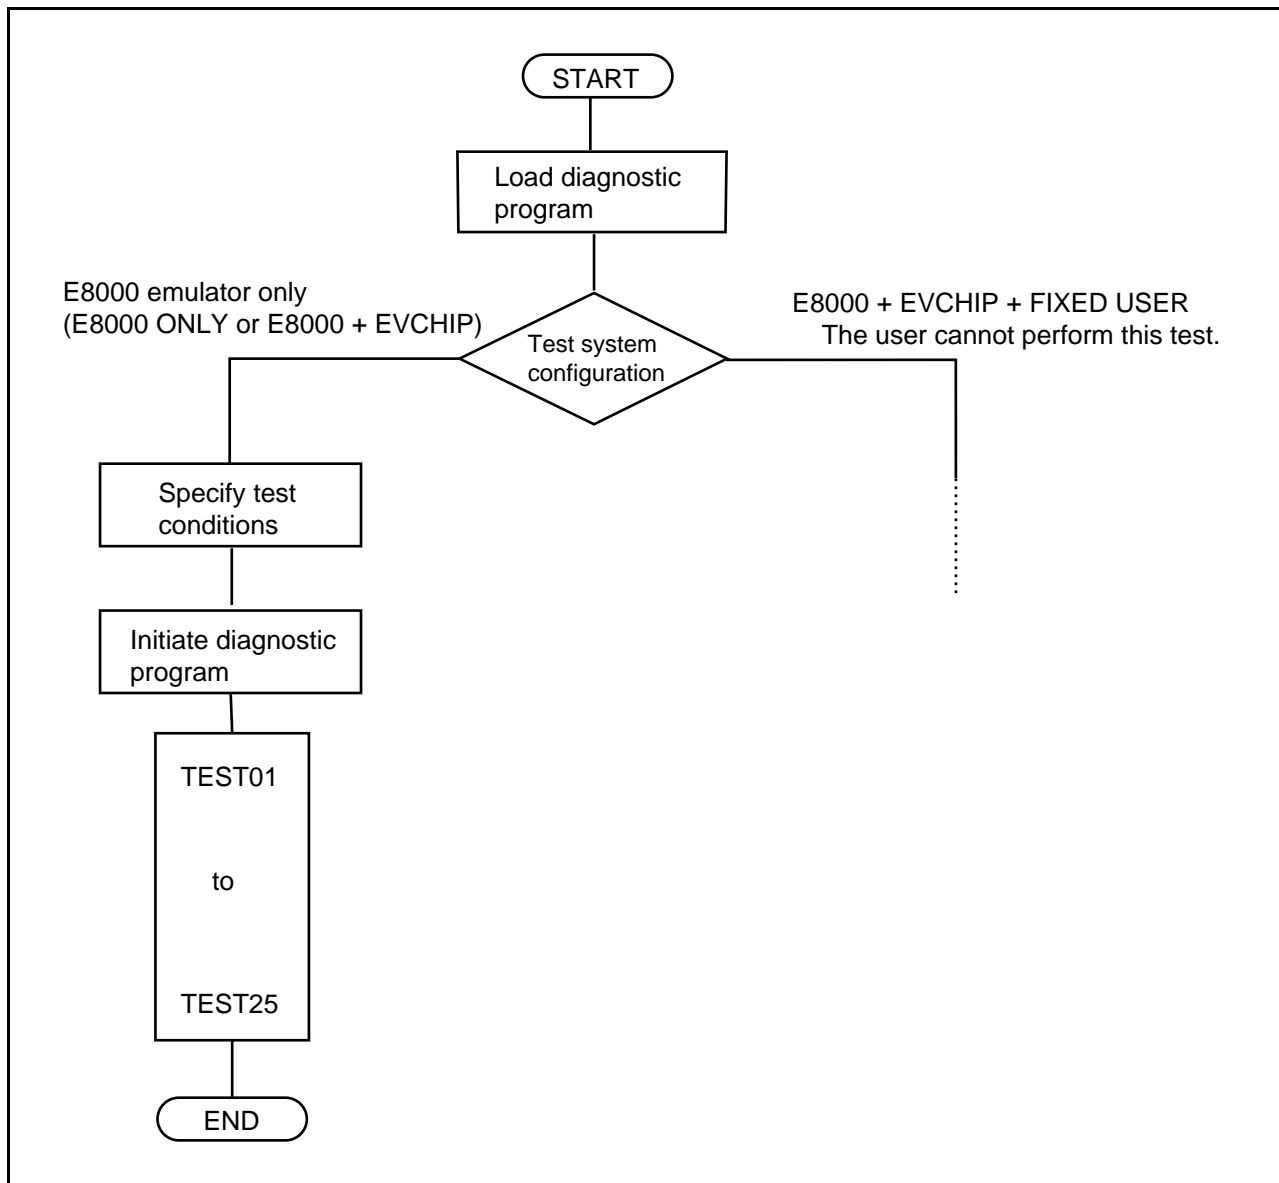 START
Load diagnostic
program
E8000 emulator only
(E8000 ONLY or E8000 + EVCHIP)
E8000 + EVCHIP + FIXED USER
The user cannot perform this test.
Test system
configuration
Specify test
conditions
Initiate diagnostic
program
TEST01
to
TEST25
END